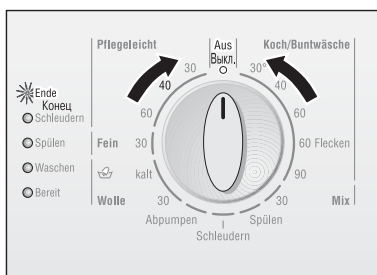 Pflegeleicht
Aus
Выкл.
Koch/Buntwäsche
30
30°
40
40
Ende
Конец
Schleudern
60
60
Spülen
Fein
30
60 Flecken
Waschen
kalt
90
Bereit
Wolle
30
30
Mix
Abpumpen
Spülen
Schleudern